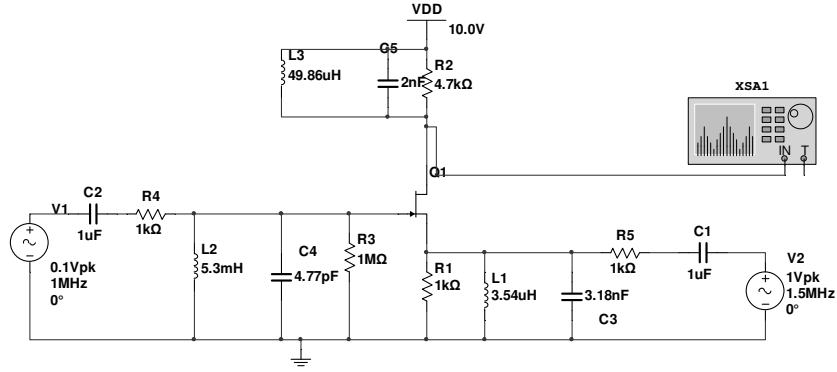 VDD
10.0V
L3
49.86uH
C5
2nF
R2
4.7kΩ
XSA1
IN
T
Q1
V1
0.1Vpk
1MHz
0°
C2
1uF
R4
1kΩ
L2
5.3mH
C4
4.77pF
R3
1MΩ
R1
1kΩ
L1
3.54uH
3.18nF
C3
R5
1kΩ
C1
1uF
V2
1Vpk
1.5MHz
0°